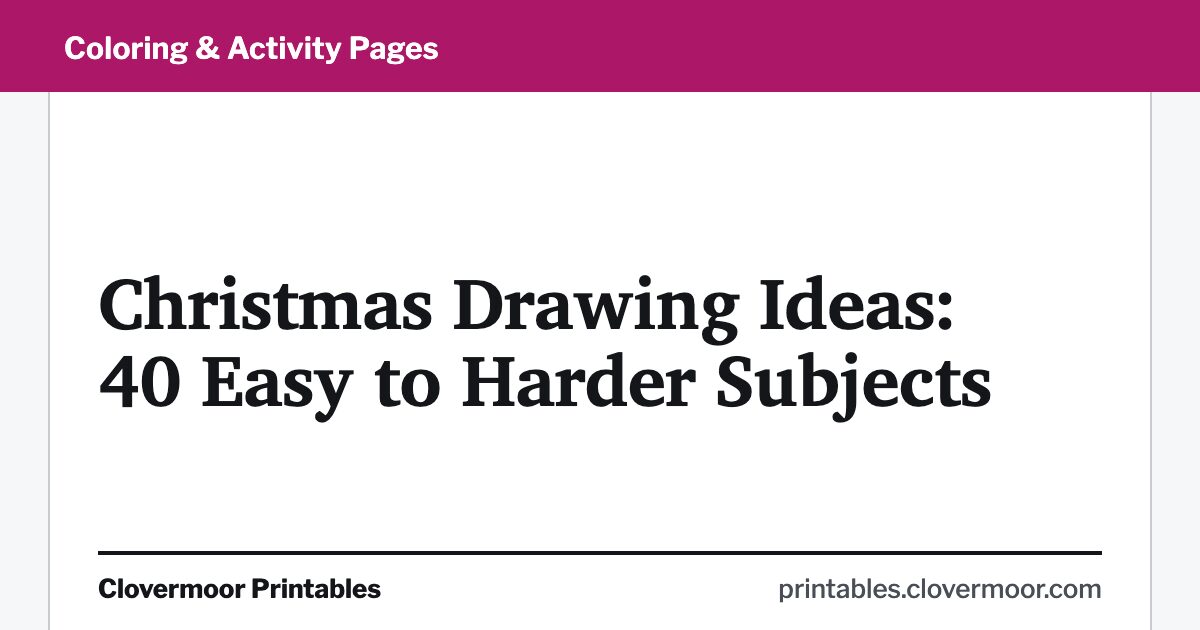 Coloring & Activity Pages
Christmas Drawing Ideas:
40 Easy to Harder Subjects
Clovermoor Printables
printables.clovermoor.com